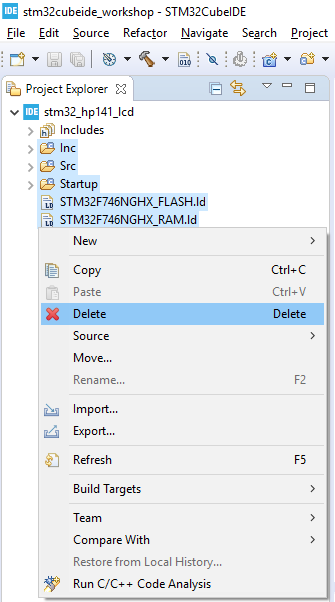 IDE stm32cubeide_workshop - STM32CubeIDE
File Edit Source Refactor Navigate Search Project
Project Explorer
IDE stm32_hp141_lcd
Includes
Inc
Src
Startup
STM32F746NGHX_FLASH.ld
STM32F746NGHX_RAM.ld
New
Copy Ctrl+C
Paste Ctrl+V
Delete Delete
Source
Move...
Rename... F2
Import...
Export...
Refresh F5
Build Targets
Team
Compare With
Restore from Local History...
Run C/C++ Code Analysis